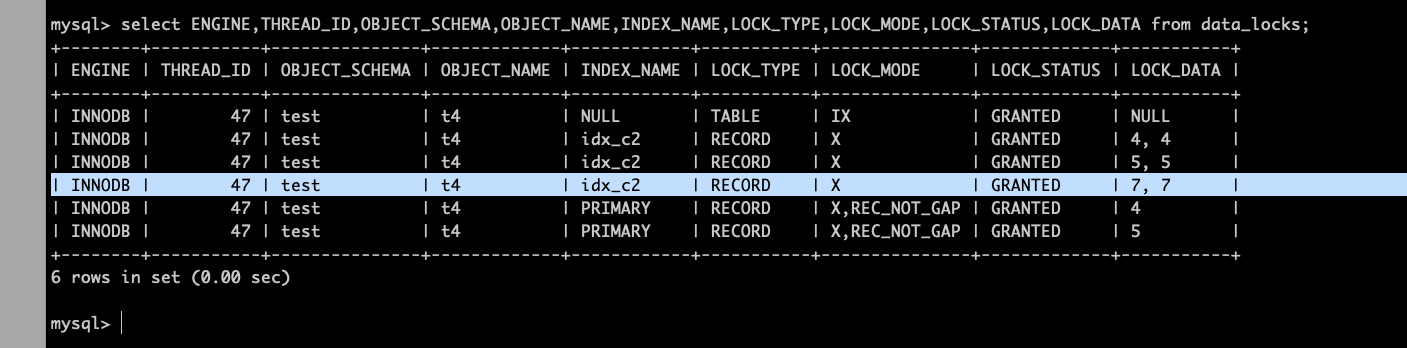 mysql> select ENGINE,THREAD_ID,OBJECT_SCHEMA,OBJECT_NAME,INDEX_NAME,LOCK_TYPE,LOCK_MODE,LOCK_STATUS,LOCK_DATA from data_locks;
+--------+-----------+---------------+-------------+------------+-----------+---------------+-------------+-----------+
| ENGINE | THREAD_ID | OBJECT_SCHEMA | OBJECT_NAME | INDEX_NAME | LOCK_TYPE | LOCK_MODE     | LOCK_STATUS | LOCK_DATA |
+--------+-----------+---------------+-------------+------------+-----------+---------------+-------------+-----------+
| INNODB |        47 | test          | t4          | NULL       | TABLE     | IX            | GRANTED     | NULL      |
| INNODB |        47 | test          | t4          | idx_c2     | RECORD    | X             | GRANTED     | 4, 4      |
| INNODB |        47 | test          | t4          | idx_c2     | RECORD    | X             | GRANTED     | 5, 5      |
| INNODB |        47 | test          | t4          | idx_c2     | RECORD    | X             | GRANTED     | 7, 7      |
| INNODB |        47 | test          | t4          | PRIMARY    | RECORD    | X,REC_NOT_GAP | GRANTED     | 4         |
| INNODB |        47 | test          | t4          | PRIMARY    | RECORD    | X,REC_NOT_GAP | GRANTED     | 5         |
+--------+-----------+---------------+-------------+------------+-----------+---------------+-------------+-----------+
6 rows in set (0.00 sec)
mysql>